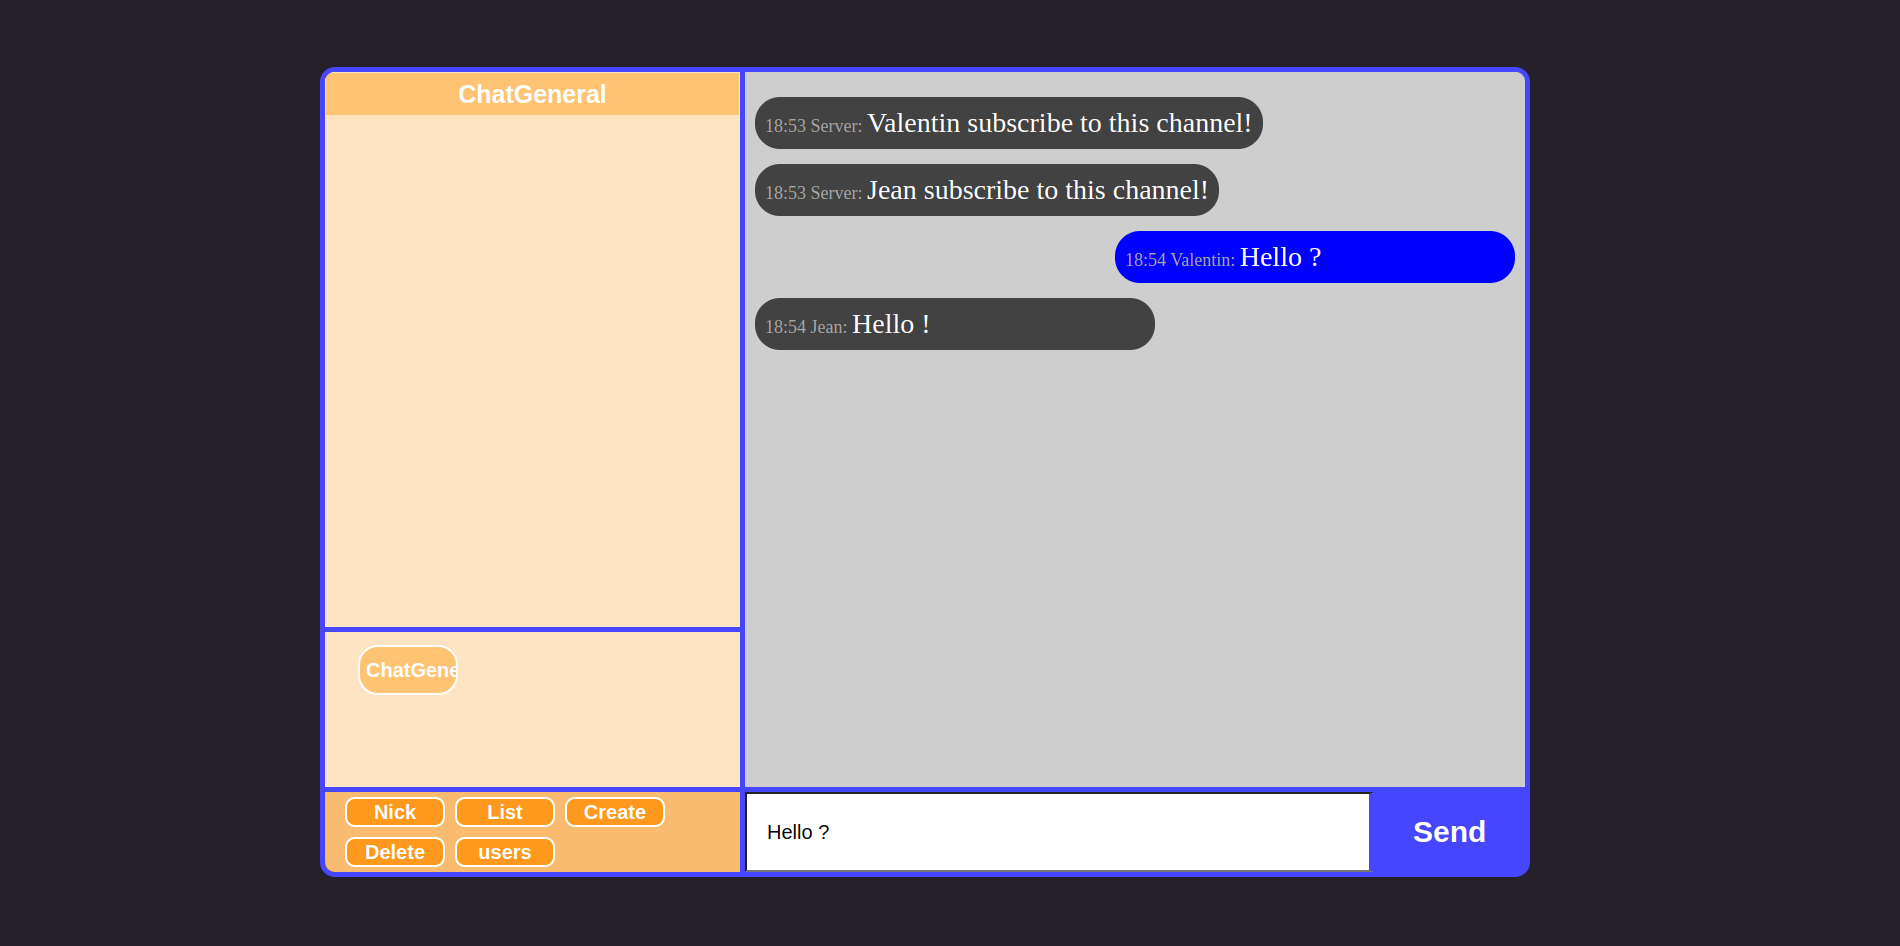 ChatGeneral
18:53 Server: Valentin subscribe to this channel!
18:53 Server: Jean subscribe to this channel!
18:54 Valentin: Hello ?
18:54 Jean: Hello !
ChatGene
Nick List Create
Delete users
Hello ?
Send